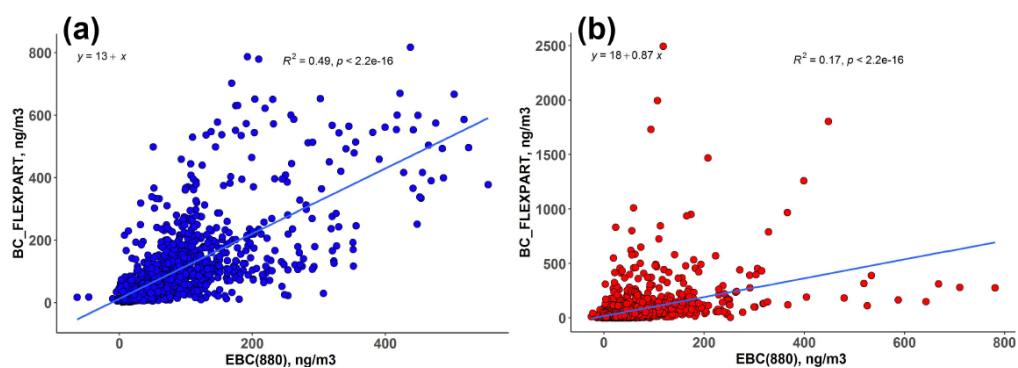 (a)
y = 13 + x
R² = 0.49, p < 2.2e-16
800
600
400
200
0
BC_FLEXPART, ng/m3
0 200 400
EBC(880), ng/m3
(b)
y = 18 + 0.87 x
R² = 0.17, p < 2.2e-16
2500
2000
1500
1000
500
0
BC_FLEXPART, ng/m3
0 200 400 600 800
EBC(880), ng/m3